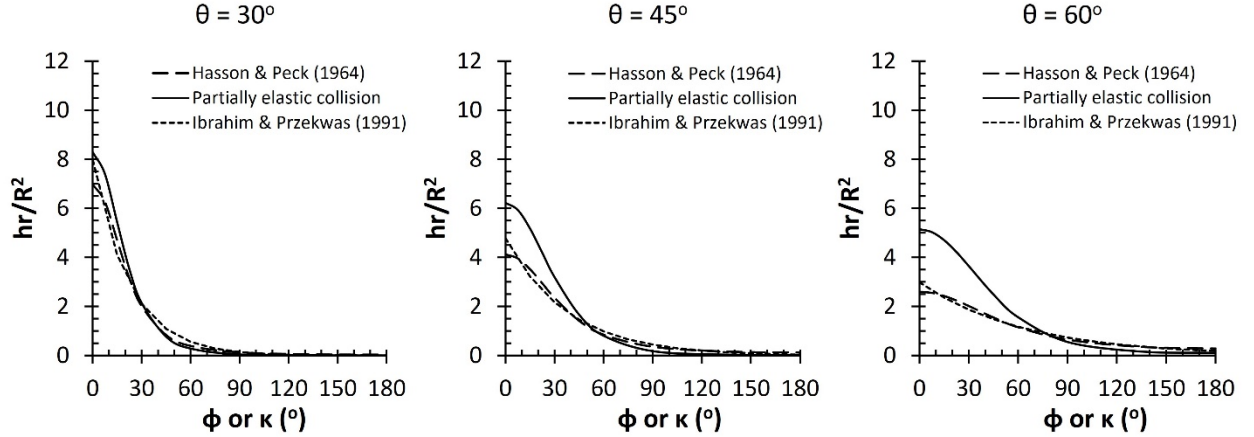 θ = 30º
12
10
8
6
4
2
0
hr/R²
Hasson & Peck (1964)
Partially elastic collision
Ibrahim & Przekwas (1991)
0 30 60 90 120 150 180
ϕ or κ (º)
θ = 45º
12
10
8
6
4
2
0
hr/R²
Hasson & Peck (1964)
Partially elastic collision
Ibrahim & Przekwas (1991)
0 30 60 90 120 150 180
ϕ or κ (º)
θ = 60º
12
10
8
6
4
2
0
hr/R²
Hasson & Peck (1964)
Partially elastic collision
Ibrahim & Przekwas (1991)
0 30 60 90 120 150 180
ϕ or κ (º)